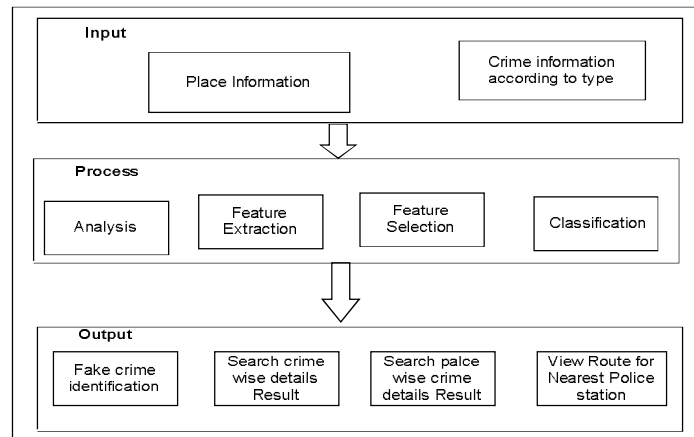 Input
Place Information
Crime information
according to type
Process
Analysis
Feature
Extraction
Feature
Selection
Classification
Output
Fake crime
identification
Search crime
wise details
Result
Search palce
wise crime
details Result
View Route for
Nearest Police
station